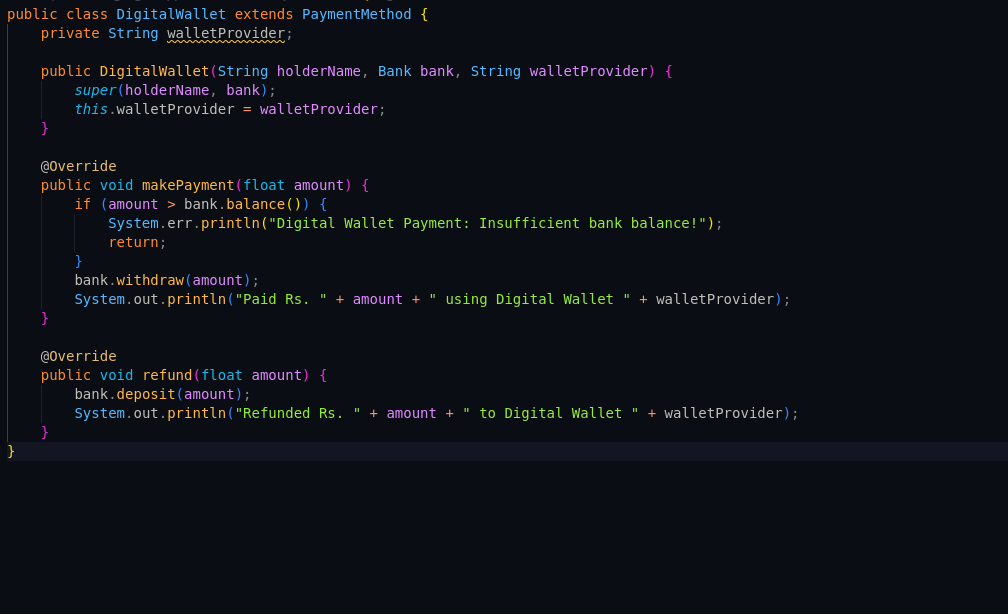 public class DigitalWallet extends PaymentMethod {
    private String walletProvider;

    public DigitalWallet(String holderName, Bank bank, String walletProvider) {
        super(holderName, bank);
        this.walletProvider = walletProvider;
    }

    @Override
    public void makePayment(float amount) {
        if (amount > bank.balance()) {
            System.err.println("Digital Wallet Payment: Insufficient bank balance!");
            return;
        }
        bank.withdraw(amount);
        System.out.println("Paid Rs. " + amount + " using Digital Wallet " + walletProvider);
    }

    @Override
    public void refund(float amount) {
        bank.deposit(amount);
        System.out.println("Refunded Rs. " + amount + " to Digital Wallet " + walletProvider);
    }
}